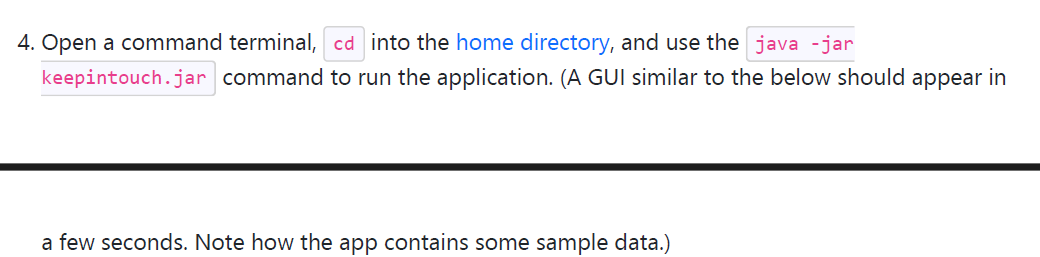 4. Open a command terminal, cd into the home directory, and use the java -jar
keepintouch.jar command to run the application. (A GUI similar to the below should appear in
a few seconds. Note how the app contains some sample data.)